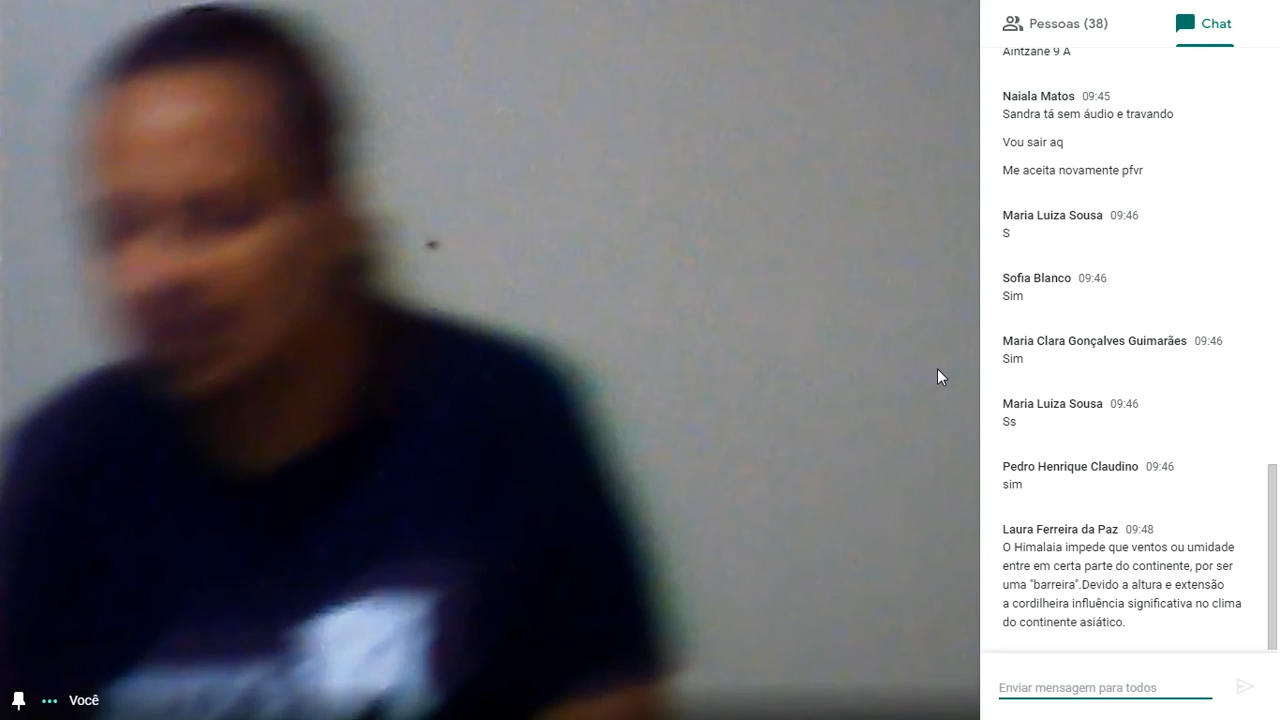 Pessoas (38)
Chat
Aintzane 9 A
Naiala Matos 09:45
Sandra tá sem áudio e travando
Vou sair aq
Me aceita novamente pfvr
Maria Luiza Sousa 09:46
S
Sofia Blanco 09:46
Sim
Maria Clara Gonçalves Guimarães 09:46
Sim
Maria Luiza Sousa 09:46
Ss
Pedro Henrique Claudino 09:46
sim
Laura Ferreira da Paz 09:48
O Himalaia impede que ventos ou umidade
entre em certa parte do continente, por ser
uma "barreira".Devido a altura e extensão
a cordilheira influência significativa no clima
do continente asiático.
Enviar mensagem para todos
Você